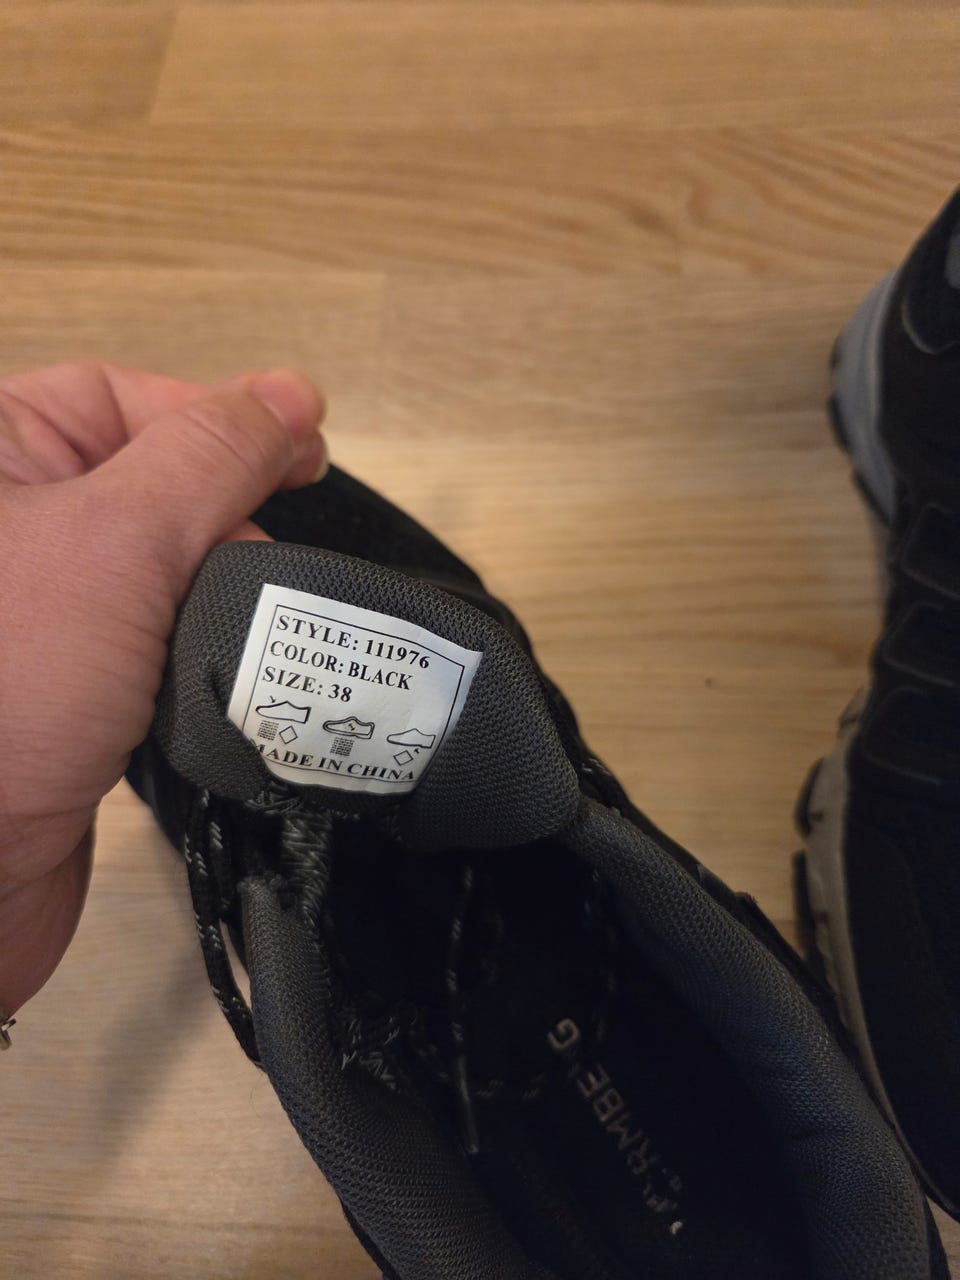 STYLE: 111976
COLOR: BLACK
SIZE: 38
MADE IN CHINA